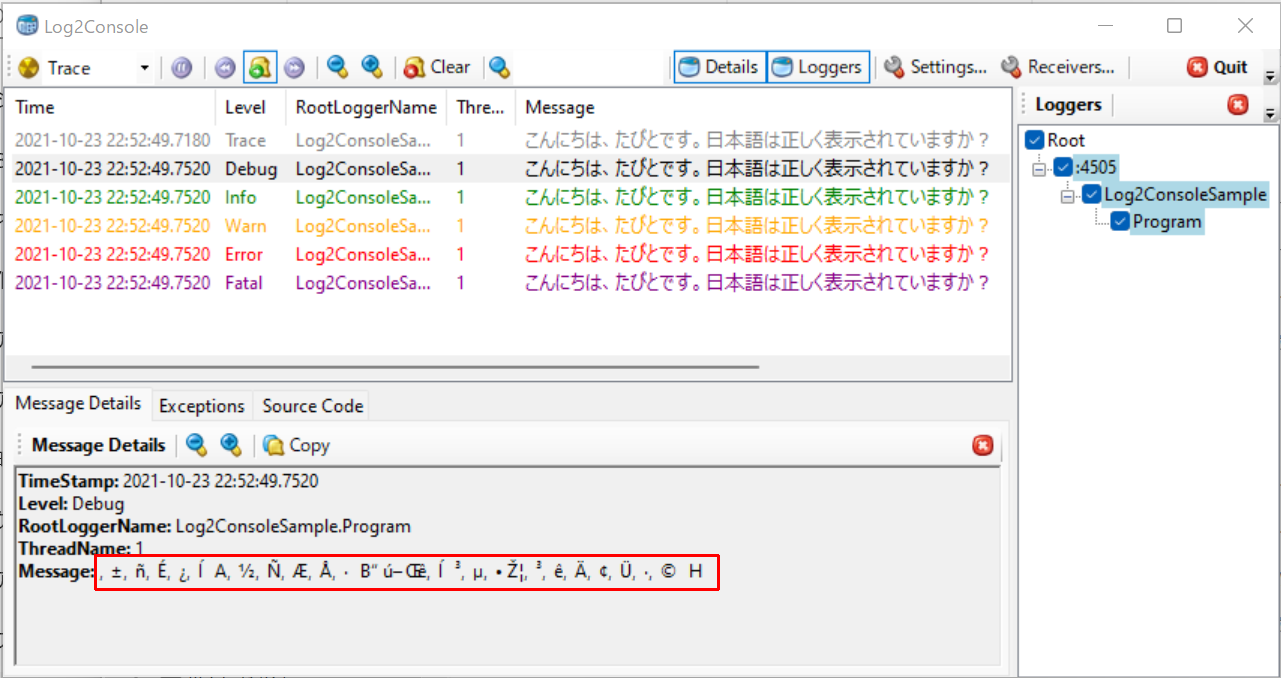 Log2Console
Trace Clear Details Loggers Settings... Receivers... Quit
Time Level RootLoggerName Thre... Message
2021-10-23 22:52:49.7180 Trace Log2ConsoleSa... 1 こんにちは、たぴとです。日本語は正しく表示されていますか？
2021-10-23 22:52:49.7520 Debug Log2ConsoleSa... 1 こんにちは、たぴとです。日本語は正しく表示されていますか？
2021-10-23 22:52:49.7520 Info Log2ConsoleSa... 1 こんにちは、たぴとです。日本語は正しく表示されていますか？
2021-10-23 22:52:49.7520 Warn Log2ConsoleSa... 1 こんにちは、たぴとです。日本語は正しく表示されていますか？
2021-10-23 22:52:49.7520 Error Log2ConsoleSa... 1 こんにちは、たぴとです。日本語は正しく表示されていますか？
2021-10-23 22:52:49.7520 Fatal Log2ConsoleSa... 1 こんにちは、たぴとです。日本語は正しく表示されていますか？
Loggers
Root
:4505
Log2ConsoleSample
Program
Message Details Exceptions Source Code
Message Details Copy
TimeStamp: 2021-10-23 22:52:49.7520
Level: Debug
RootLoggerName: Log2ConsoleSample.Program
ThreadName: 1
Message: ‚ ±‚ ñ‚ É‚ ¿‚ Í A‚ ½‚ Ñ‚ Æ‚ Å‚ · B“ú–Œê‚ Í ³‚ µ‚ •Ž¦‚ ³‚ ê‚ Ä‚ ¢‚ Ü‚ ·‚ © H